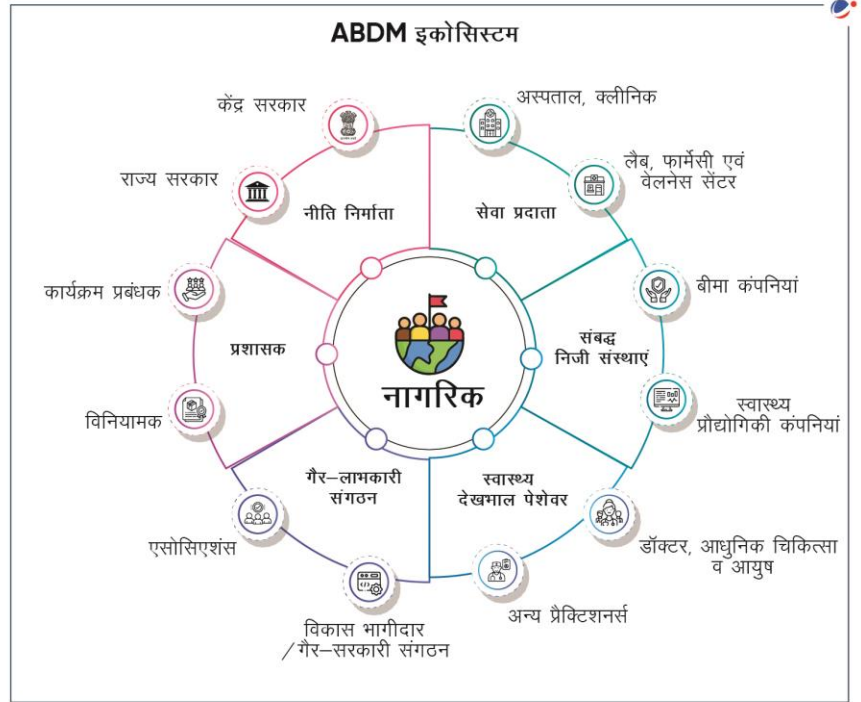 ABDM इकोसिस्टम
केंद्र सरकार
राज्य सरकार
नीति निर्माता
अस्पताल, क्लीनिक
लैब, फार्मेसी एवं
वेलनेस सेंटर
सेवा प्रदाता
बीमा कंपनियां
संबद्ध
निजी संस्थाएं
स्वास्थ्य
प्रौद्योगिकी कंपनियां
स्वास्थ्य
देखभाल पेशेवर
डॉक्टर, आधुनिक चिकित्सा
व आयुष
अन्य प्रैक्टिशनर्स
गैर–लाभकारी
संगठन
विकास भागीदार
/गैर–सरकारी संगठन
एसोसिएशंस
प्रशासक
विनियामक
कार्यक्रम प्रबंधक
नागरिक